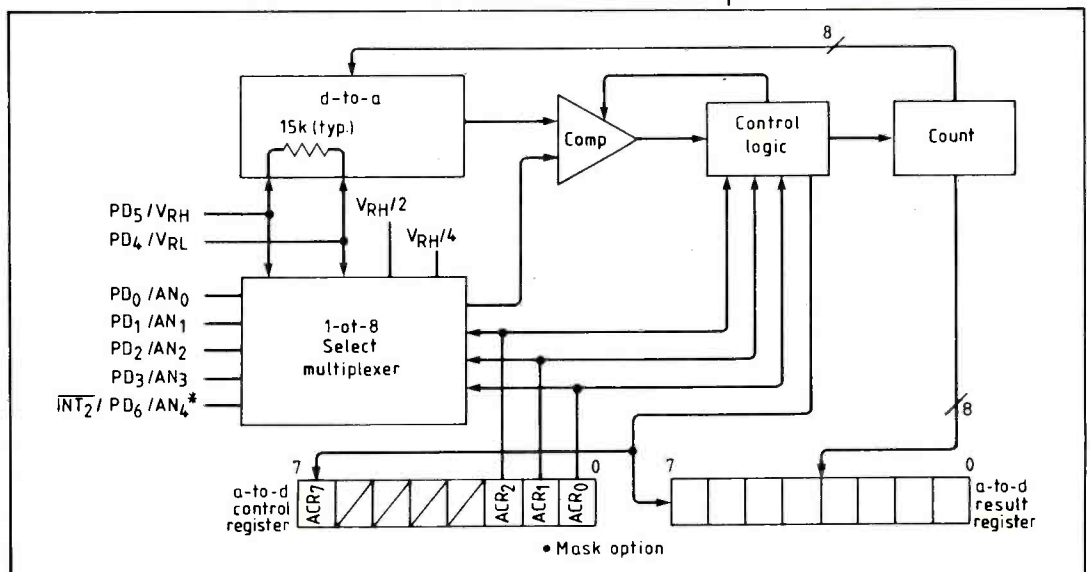 8
d-to-a
15k (typ.)
Comp
Control
logic
Count
PD5/VRH
PD4/VRL
VRH/2
VRH/4
PD0/AN0
PD1/AN1
PD2/AN2
PD3/AN3
INT2/PD6/AN4*
1-of-8
Select
multiplexer
8
7
0
7
0
a-to-d
control
register
ACR7
ACR2
ACR1
ACR0
a-to-d
result
register
• Mask option